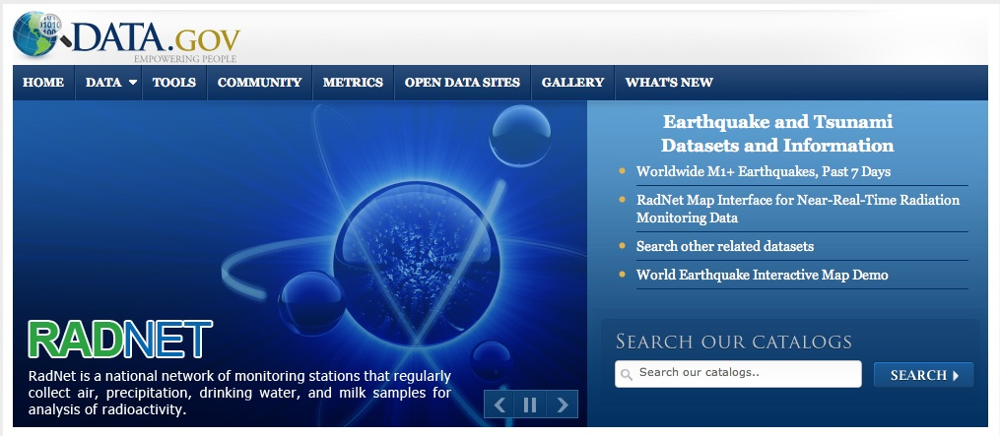 DATA.GOV
EMPOWERING PEOPLE
HOME DATA TOOLS COMMUNITY METRICS OPEN DATA SITES GALLERY WHAT'S NEW
RADNET
RadNet is a national network of monitoring stations that regularly
collect air, precipitation, drinking water, and milk samples for
analysis of radioactivity.
Earthquake and Tsunami
Datasets and Information
Worldwide M1+ Earthquakes, Past 7 Days
RadNet Map Interface for Near-Real-Time Radiation
Monitoring Data
Search other related datasets
World Earthquake Interactive Map Demo
SEARCH OUR CATALOGS
Search our catalogs..
SEARCH